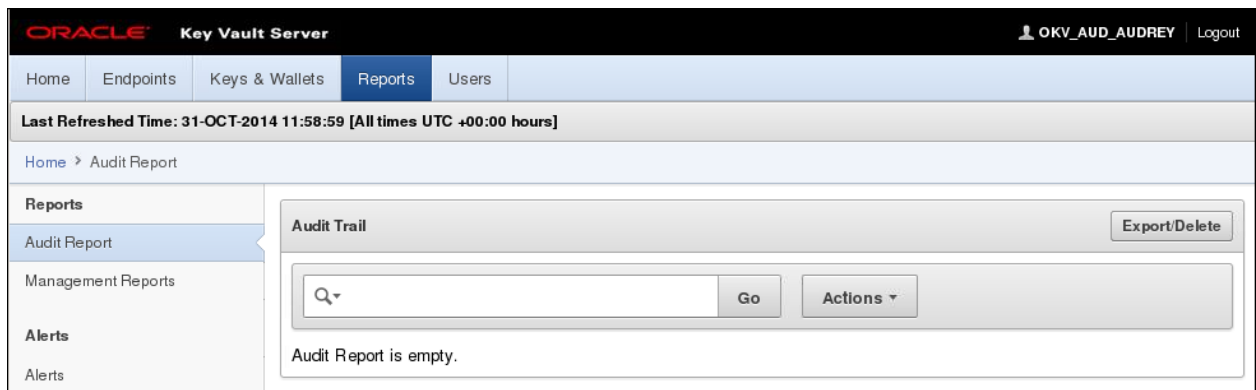 ORACLE Key Vault Server OKV_AUD_AUDREY Logout
Home Endpoints Keys & Wallets Reports Users
Last Refreshed Time: 31-OCT-2014 11:58:59 [All times UTC +00:00 hours]
Home > Audit Report
Reports
Audit Report
Management Reports
Alerts
Alerts
Audit Trail Export/Delete
Go Actions
Audit Report is empty.